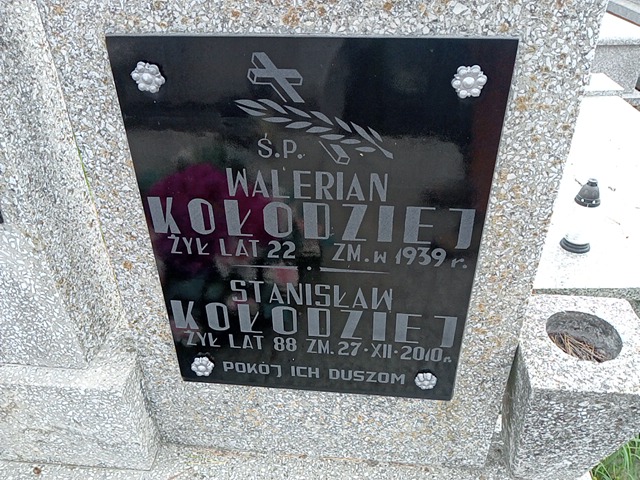 Ś.P.
WALERIAN
KOŁODZIEJ
ŻYŁ LAT 22 ZM. w 1939 r.
STANISŁAW
KOŁODZIEJ
ŻYŁ LAT 88 ZM. 27·XII·2010 r.
POKÓJ ICH DUSZOM